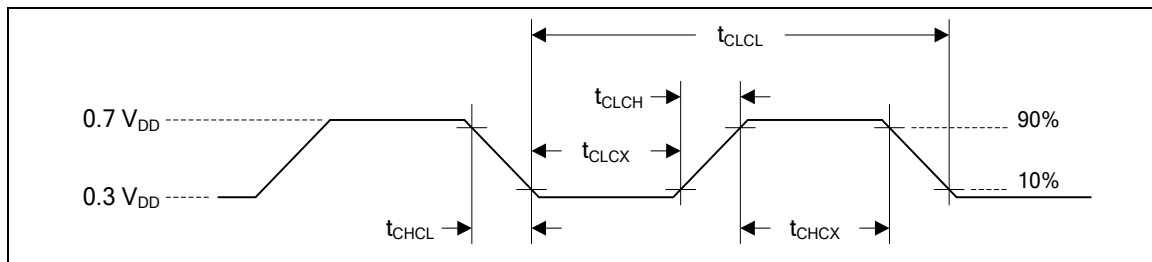 tCLCL
tCLCH
0.7 VDD
90%
tCLCX
0.3 VDD
10%
tCHCL
tCHCX